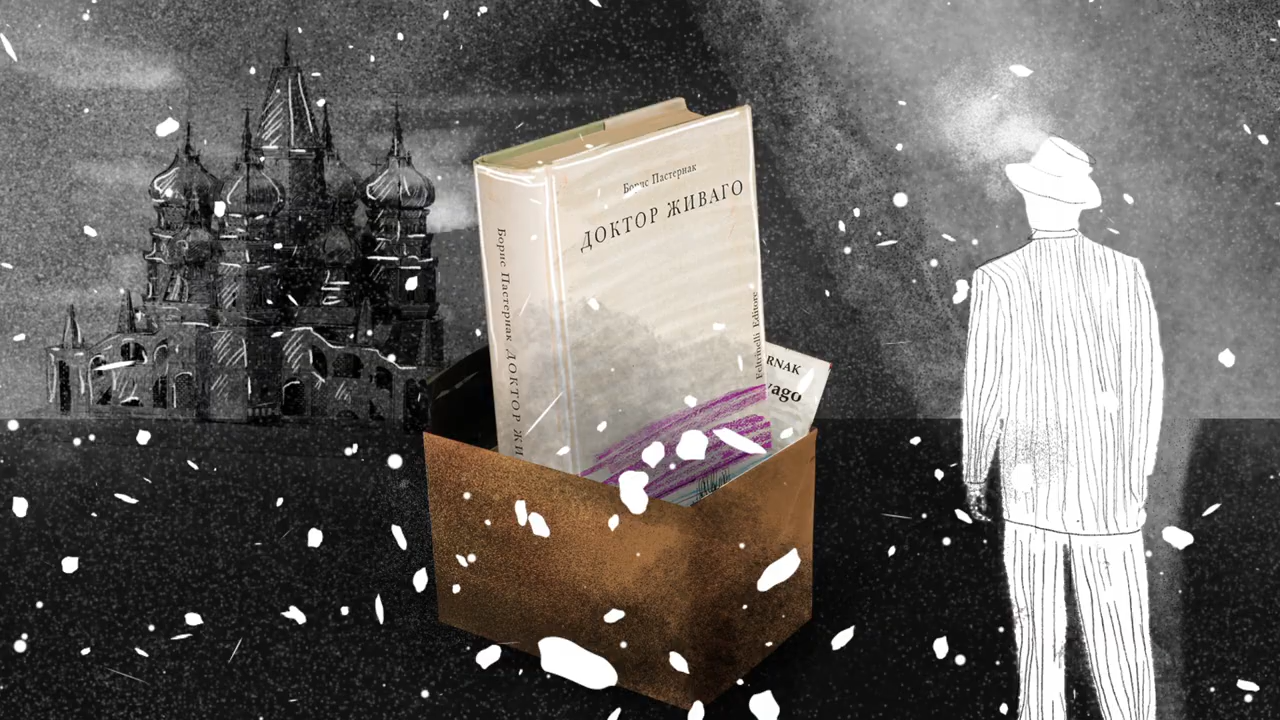 Борис Пастернак
ДОКТОР ЖИВАГО
Борис Пастернак ДОКТОР ЖИ
Feltrinelli Editore
RNAK
vago